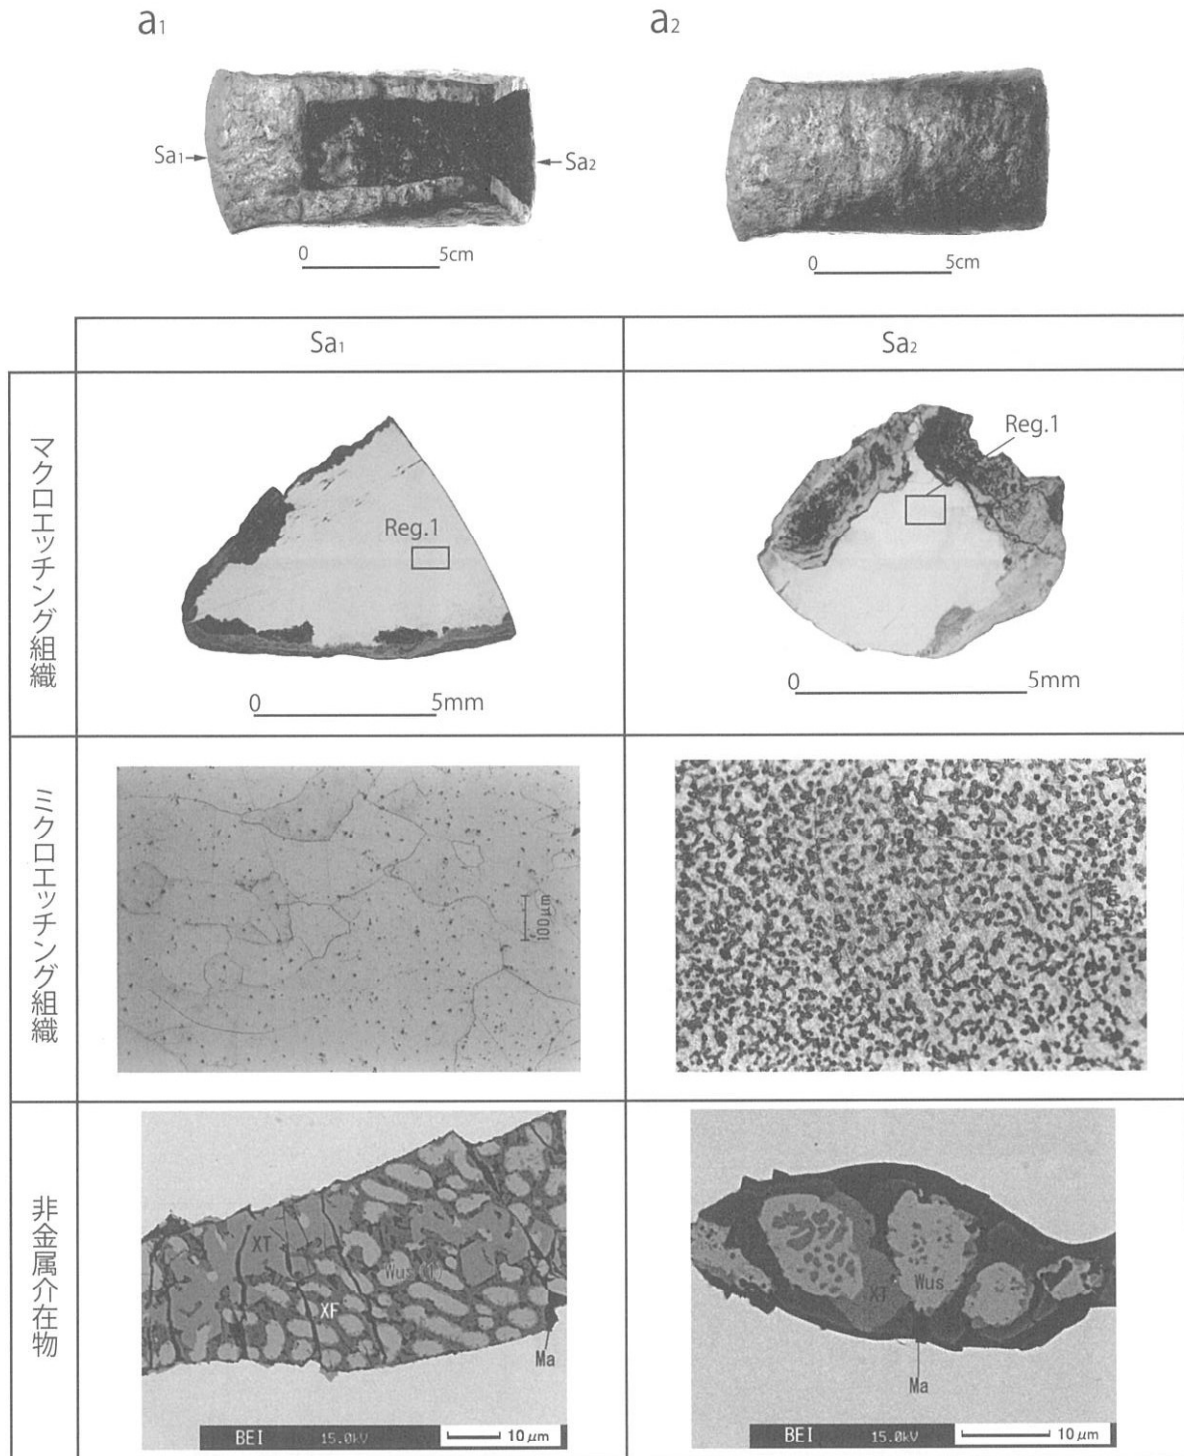 a1
a2
Sa1
Sa2
0 5cm
0 5cm
Sa1
Sa2
マクロエッチング組織
Reg.1
0 5mm
Reg.1
0 5mm
ミクロエッチング組織
100μm
非金属介在物
XT
Wus
XF
Ma
BEI 15.0kV 10μm
XT
Wus
Ma
BEI 15.0kV 10μm